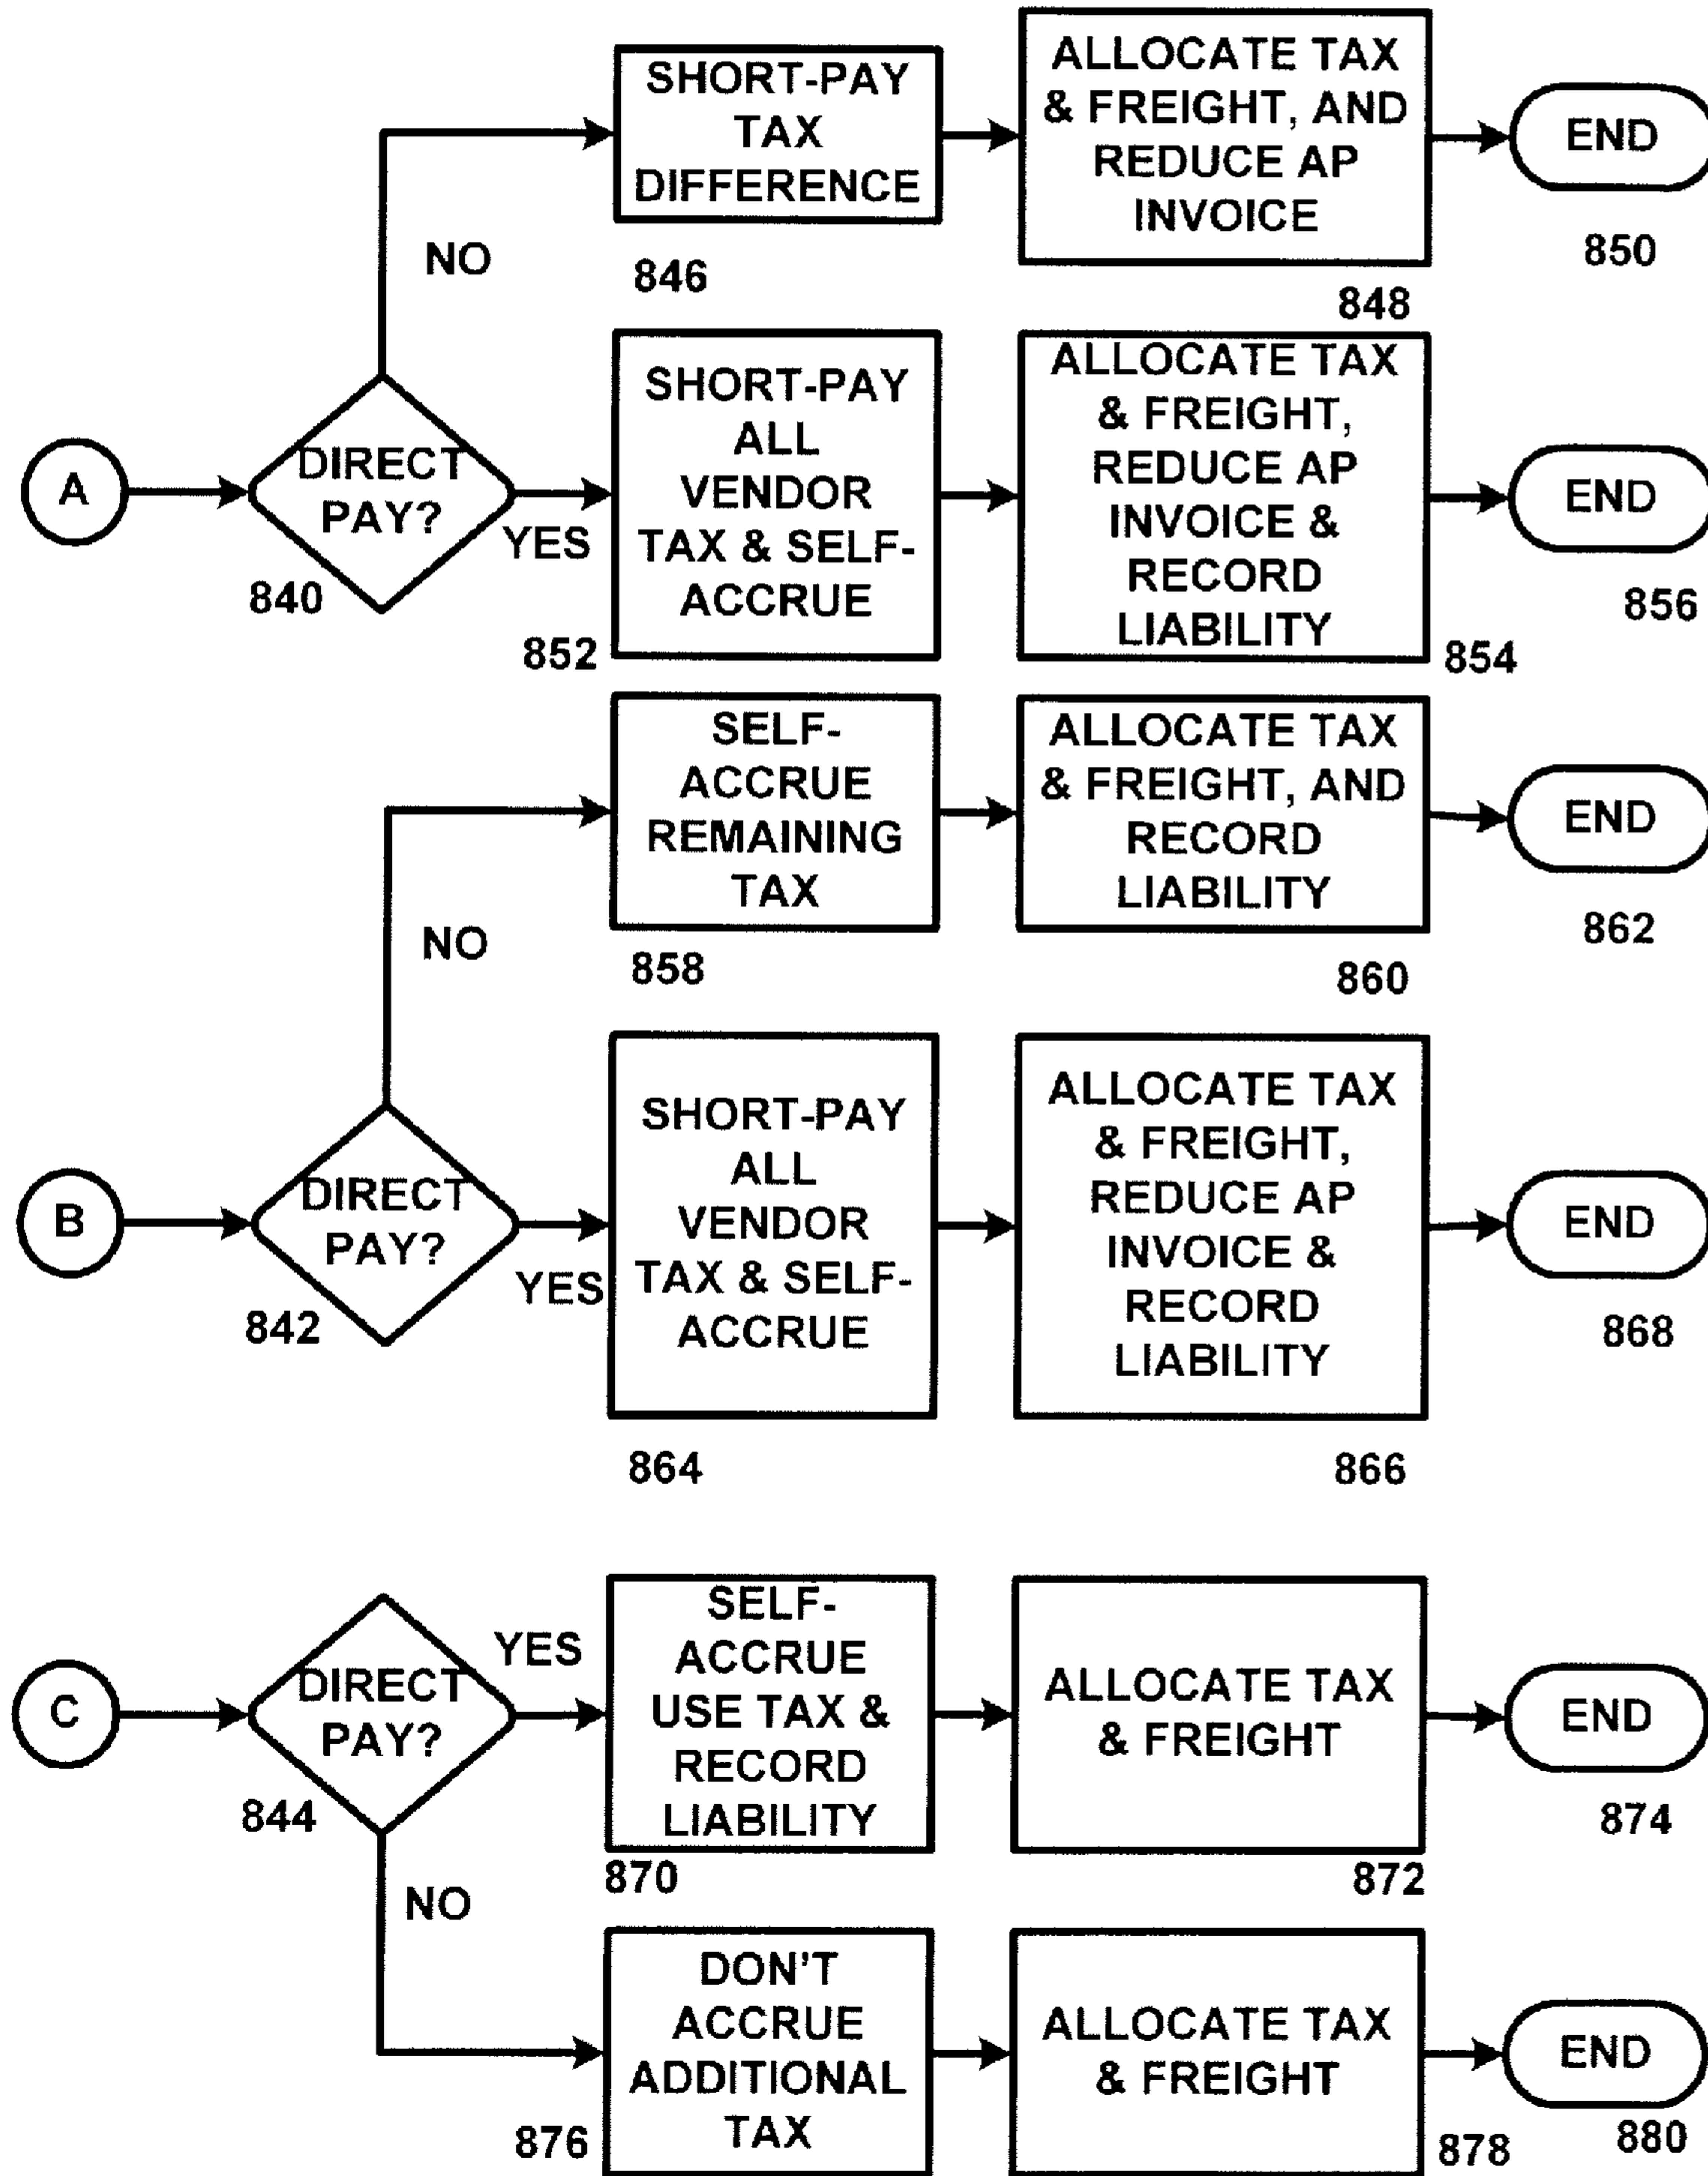 SHORT-PAY
TAX
DIFFERENCE
846
ALLOCATE TAX
& FREIGHT, AND
REDUCE AP
INVOICE
848
END
850
NO
A
DIRECT
PAY?
840
YES
SHORT-PAY
ALL
VENDOR
TAX & SELF-
ACCRUE
852
ALLOCATE TAX
& FREIGHT,
REDUCE AP
INVOICE &
RECORD
LIABILITY
854
END
856
SELF-
ACCRUE
REMAINING
TAX
858
ALLOCATE TAX
& FREIGHT, AND
RECORD
LIABILITY
860
END
862
NO
B
DIRECT
PAY?
842
YES
SHORT-PAY
ALL
VENDOR
TAX & SELF-
ACCRUE
864
ALLOCATE TAX
& FREIGHT,
REDUCE AP
INVOICE &
RECORD
LIABILITY
866
END
868
C
DIRECT
PAY?
844
YES
SELF-
ACCRUE
USE TAX &
RECORD
LIABILITY
870
ALLOCATE TAX
& FREIGHT
872
END
874
NO
DON'T
ACCRUE
ADDITIONAL
TAX
876
ALLOCATE TAX
& FREIGHT
878
END
880